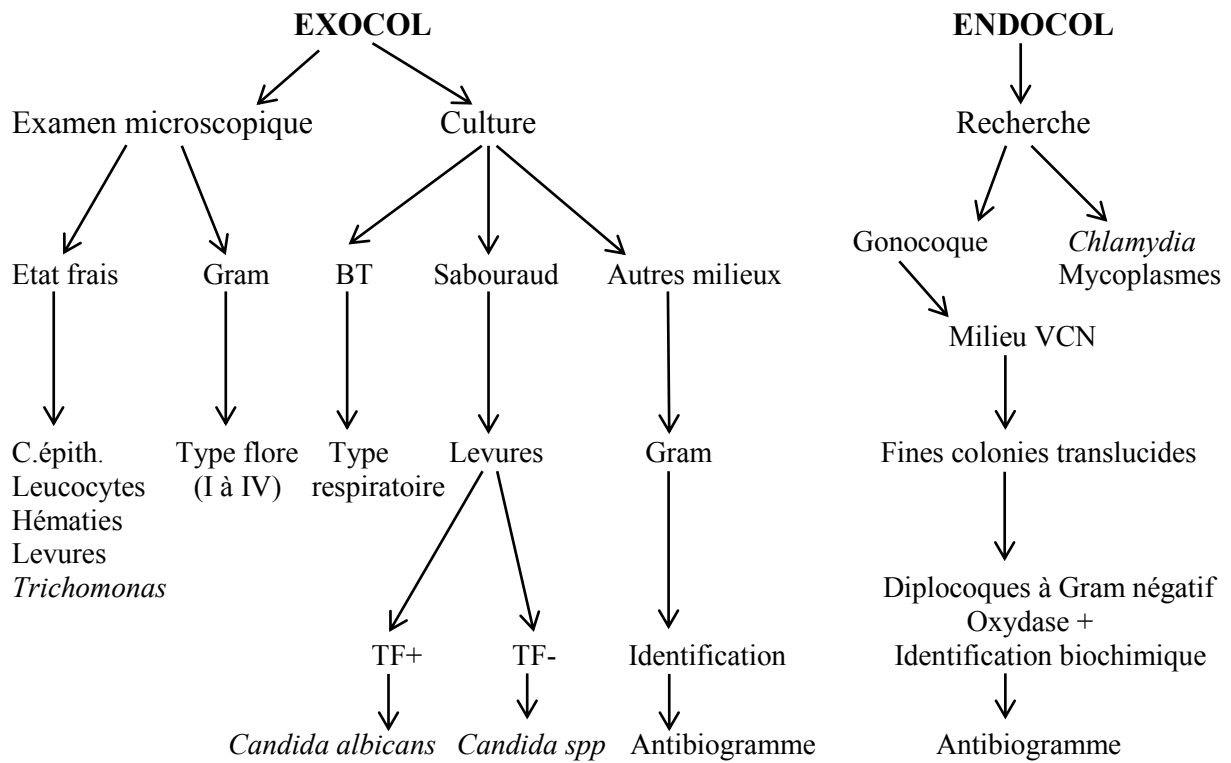 EXOCOL
ENDOCOL
Examen microscopique
Culture
Recherche
Gonocoque
Chlamydia
Mycoplasmes
Etat frais
Gram
BT
Sabouraud
Autres milieux
Milieu VCN
C.épith.
Leucocytes
Hématies
Levures
Trichomonas
Type flore
(I à IV)
Type
respiratoire
Levures
Gram
Fines colonies translucides
Diplocoques à Gram négatif
Oxydase +
Identification biochimique
TF+
TF-
Identification
Candida albicans
Candida spp
Antibiogramme
Antibiogramme